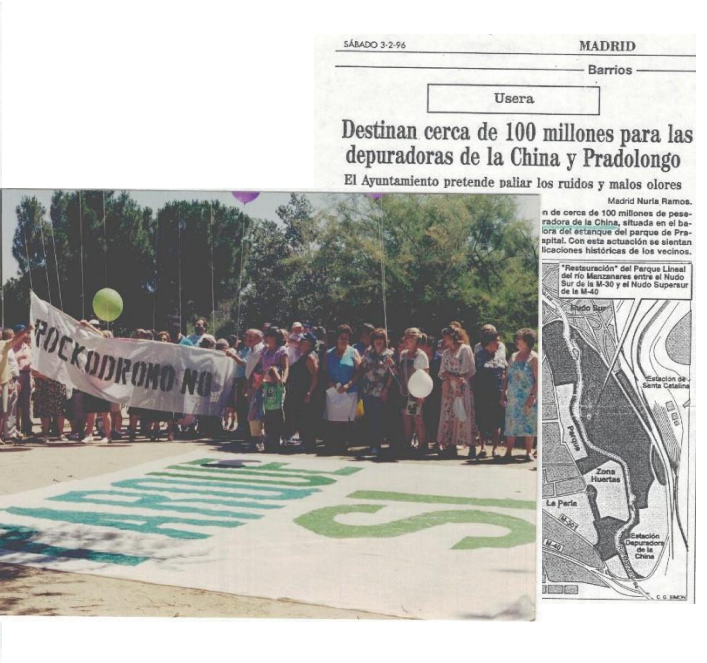 SÁBADO 3-2-96
MADRID
Barrios
Usera
Destinan cerca de 100 millones para las
depuradoras de la China y Pradolongo
El Ayuntamiento pretende paliar los ruidos y malos olores
Madrid Nuria Ramos.
n de cerca de 100 millones de pese-
radora de la China, situada en el ba-
lora del estanque del parque de Pra-
apital. Con esta actuación se sientan
licaciones históricas de los vecinos.
"Restauración" del Parque Lineal
del río Manzanares entre el Nudo
Sur de la M-30 y el Nudo Supersur
de la M-40
Nudo Sur
Estación de
Santa Catalina
Parque
Zona
Huertas
La Perla
M-30
M-40
Estación
Depuradora
de la
China
C. G. SIMON
ROCKODROMO NO
PARQUE
SI